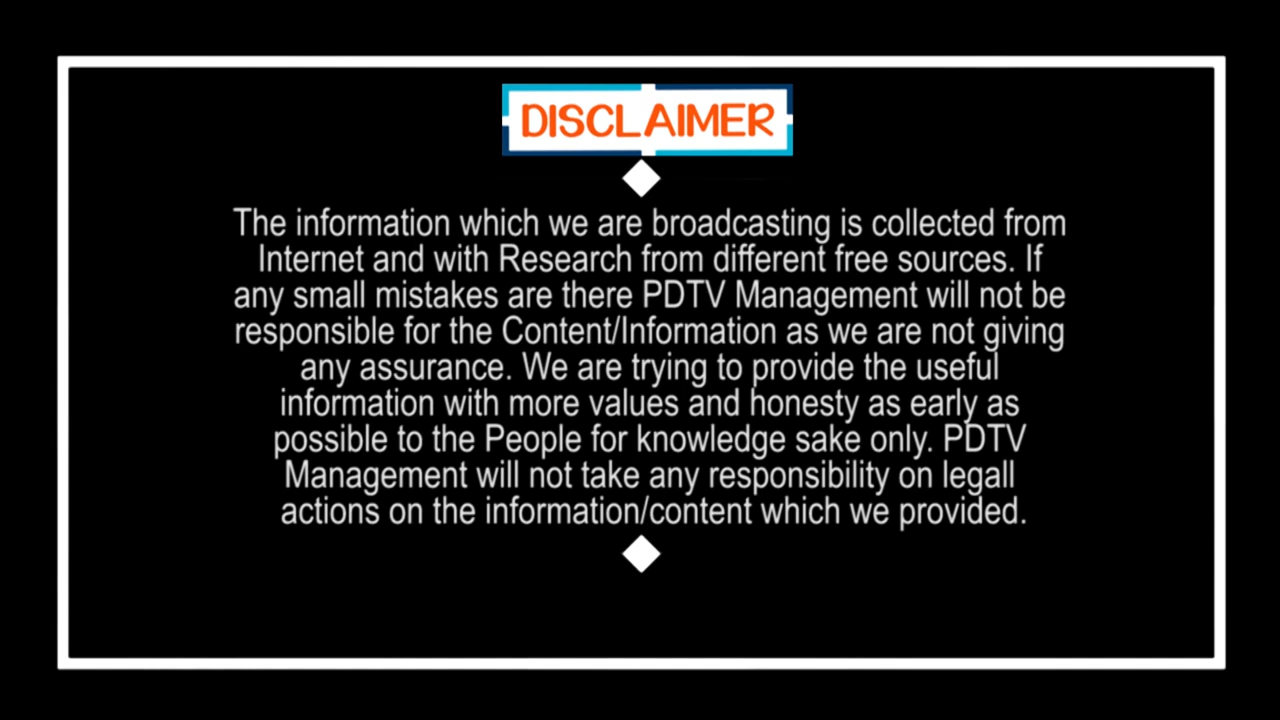 DISCLAIMER
The information which we are broadcasting is collected from
Internet and with Research from different free sources. If
any small mistakes are there PDTV Management will not be
responsible for the Content/Information as we are not giving
any assurance. We are trying to provide the useful
information with more values and honesty as early as
possible to the People for knowledge sake only. PDTV
Management will not take any responsibility on legall
actions on the information/content which we provided.